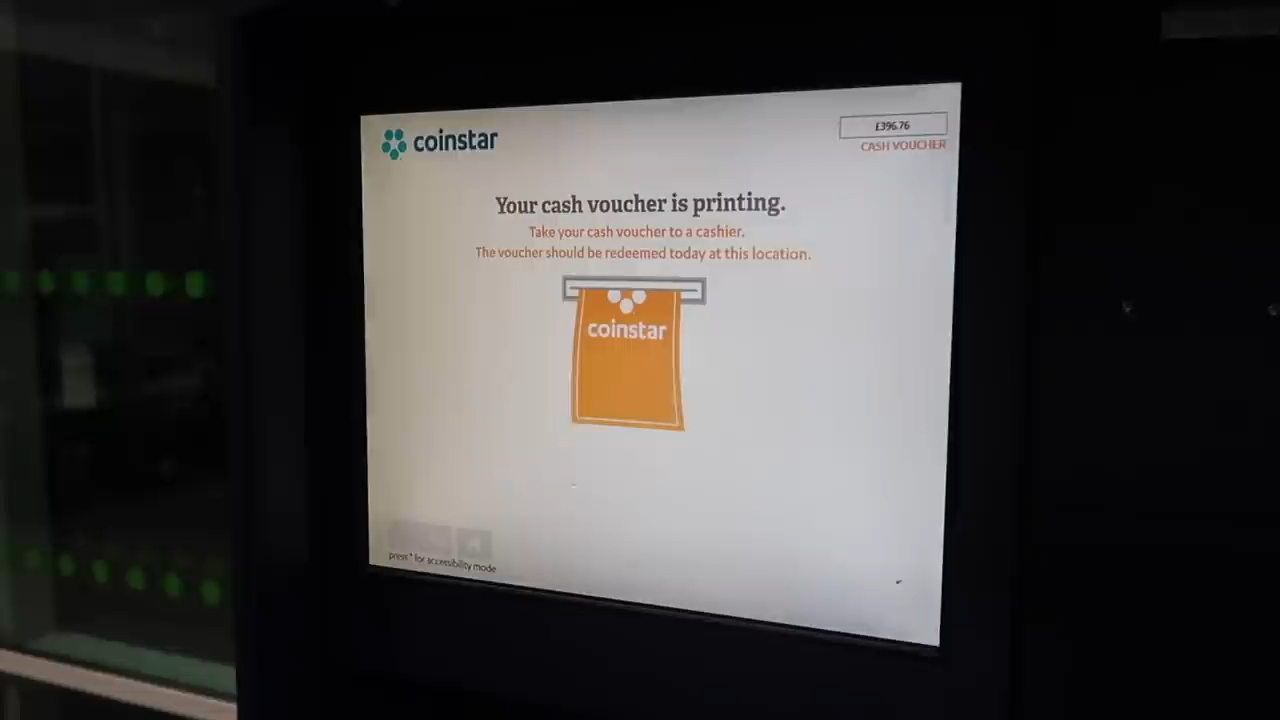 coinstar
£396.76
CASH VOUCHER
Your cash voucher is printing.
Take your cash voucher to a cashier.
The voucher should be redeemed today at this location.
coinstar
press * for accessibility mode